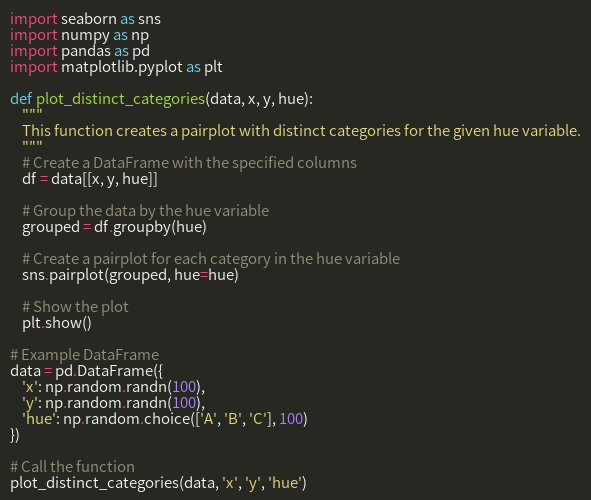 import seaborn as sns
import numpy as np
import pandas as pd
import matplotlib.pyplot as plt
def plot_distinct_categories(data, x, y, hue):
"""
This function creates a pairplot with distinct categories for the given hue variable.
"""
# Create a DataFrame with the specified columns
df = data[[x, y, hue]]
# Group the data by the hue variable
grouped = df.groupby(hue)
# Create a pairplot for each category in the hue variable
sns.pairplot(grouped, hue=hue)
# Show the plot
plt.show()
# Example DataFrame
data = pd.DataFrame({
'x': np.random.randn(100),
'y': np.random.randn(100),
'hue': np.random.choice(['A', 'B', 'C'], 100)
})
# Call the function
plot_distinct_categories(data, 'x', 'y', 'hue')